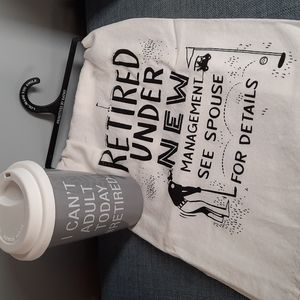 RETIRED
UNDER
NEW
MANAGEMENT
SEE SPOUSE
FOR DETAILS
I CAN'T
ADULT
TODAY
RETIRED